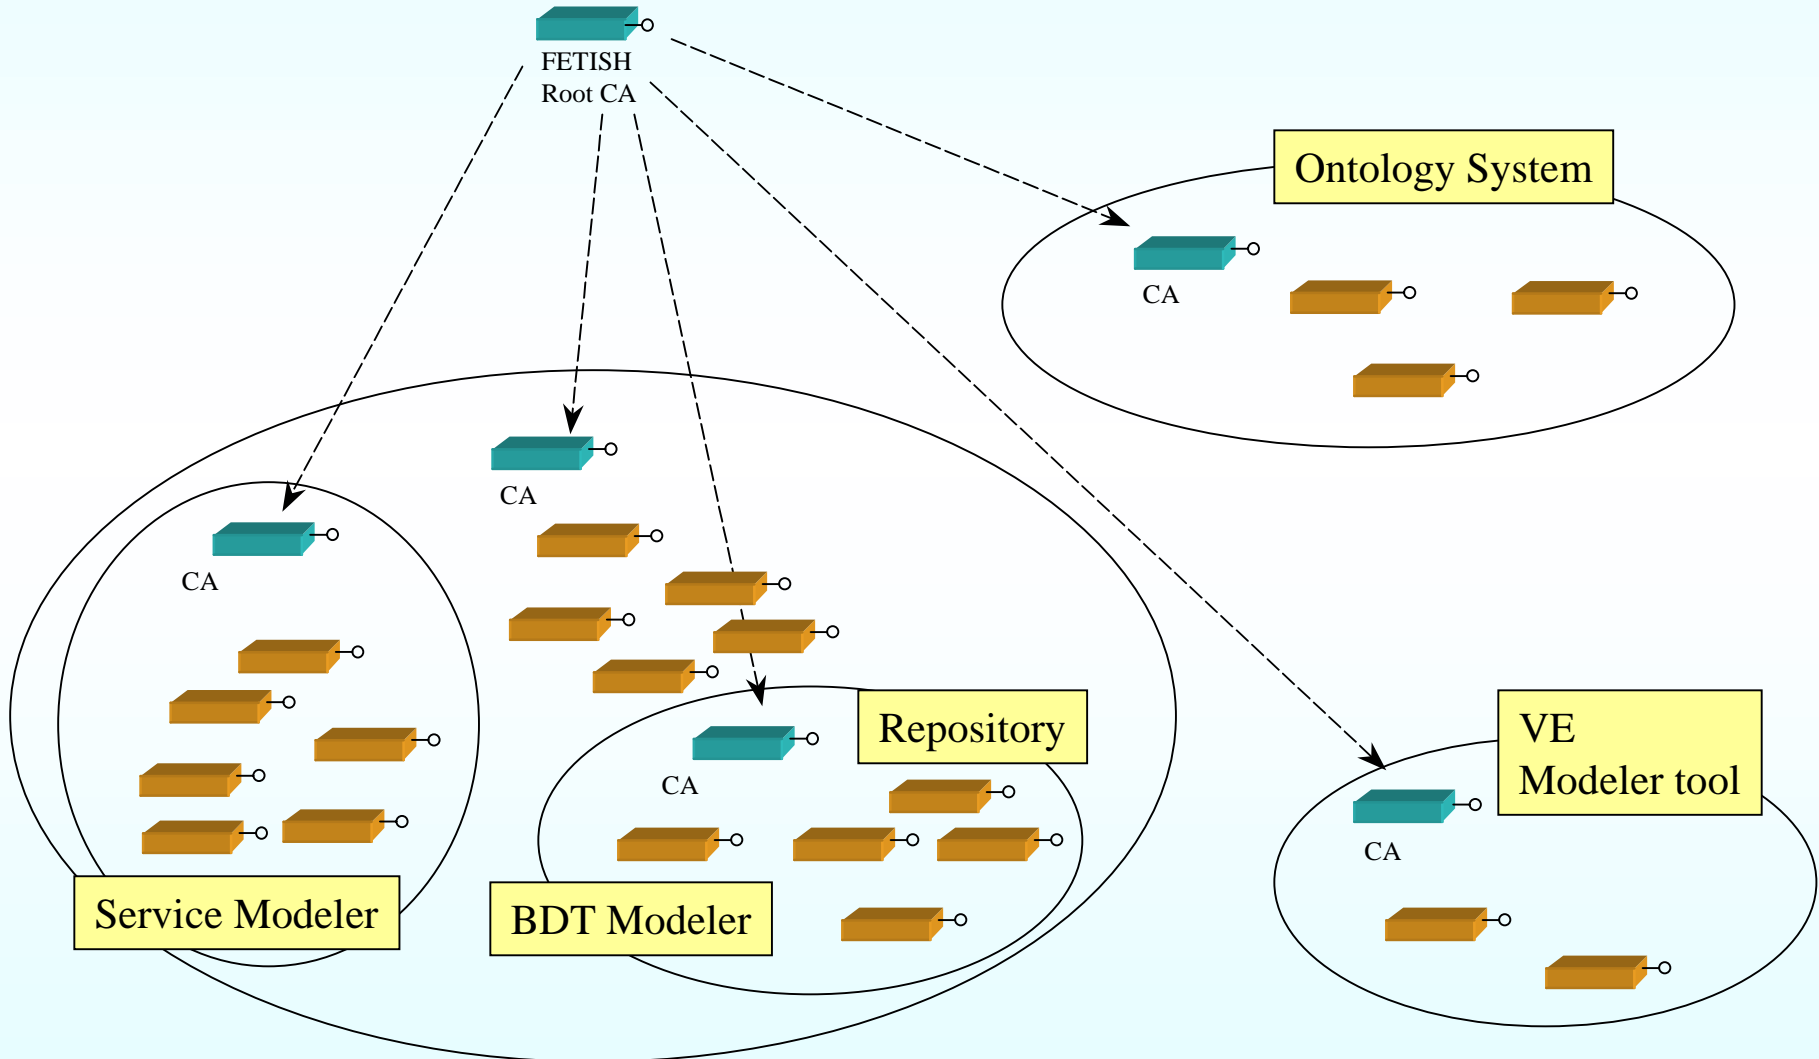 FETISH
Root CA
Ontology System
CA
CA
CA
Repository
CA
VE
Modeler tool
CA
Service Modeler
BDT Modeler